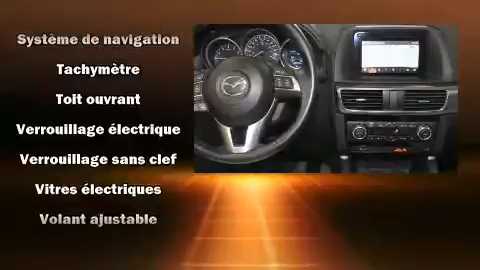 Système de navigation
Tachymètre
Toit ouvrant
Verrouillage électrique
Verrouillage sans clef
Vitres électriques
Volant ajustable